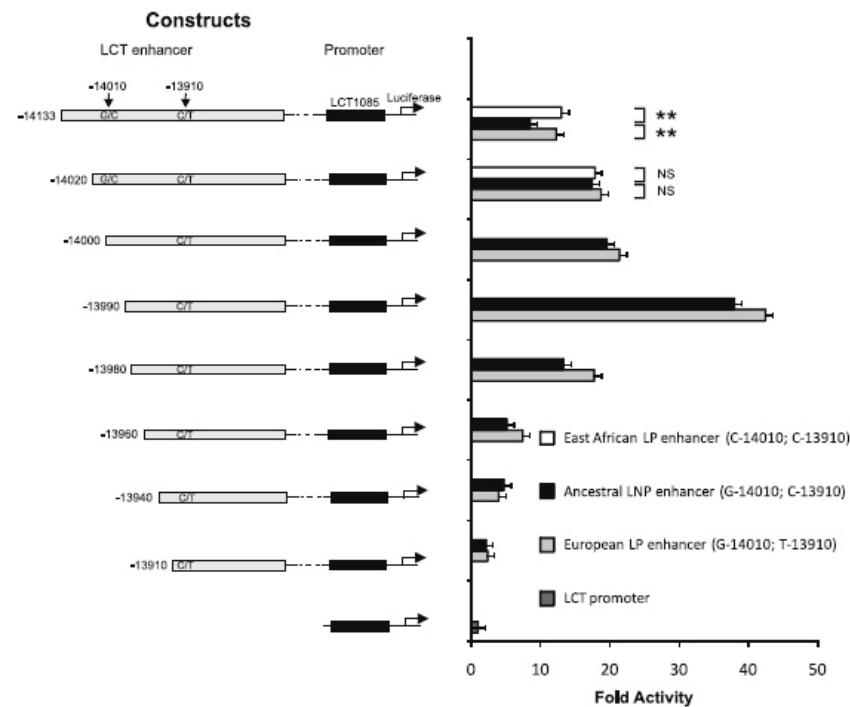 Constructs
LCT enhancer
Promoter
-14010
-13910
LCT1085
Luciferase
-14133
G/C
C/T
**
**
-14020
G/C
C/T
NS
NS
-14000
C/T
-13990
C/T
-13980
C/T
-13960
C/T
East African LP enhancer (C-14010; C-13910)
-13940
C/T
Ancestral LNP enhancer (G-14010; C-13910)
-13910
C/T
European LP enhancer (G-14010; T-13910)
LCT promoter
0 10 20 30 40 50
Fold Activity